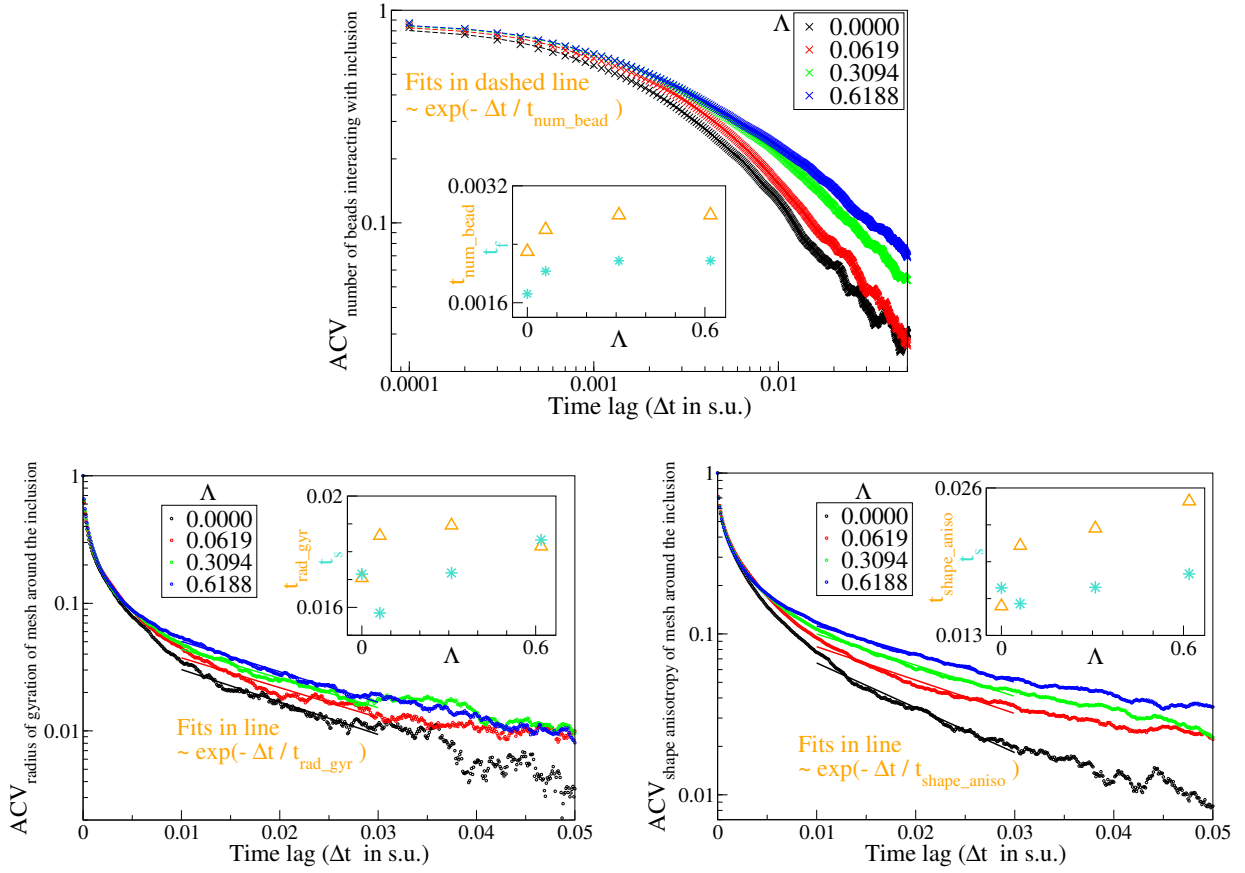 ACV number of beads interacting with inclusion
1
0.1
Λ
0.0000
0.0619
0.3094
0.6188
Fits in dashed line
~ exp(- Δt / t_num_bead )
t_num_bead
t_f
0.0032
0.0016
0
0.6
Λ
0.0001
0.001
0.01
Time lag (Δt in s.u.)
ACV radius of gyration of mesh around the inclusion
1
0.1
0.01
Λ
0.0000
0.0619
0.3094
0.6188
t_rad_gyr
t_s
0.02
0.016
0
0.6
Λ
Fits in line
~ exp(- Δt / t_rad_gyr )
0
0.01
0.02
0.03
0.04
0.05
Time lag (Δt in s.u.)
ACV shape anisotropy of mesh around the inclusion
1
0.1
0.01
Λ
0.0000
0.0619
0.3094
0.6188
t_shape_aniso
t_s
0.026
0.013
0
0.6
Λ
Fits in line
~ exp(- Δt / t_shape_aniso )
0
0.01
0.02
0.03
0.04
0.05
Time lag (Δt in s.u.)